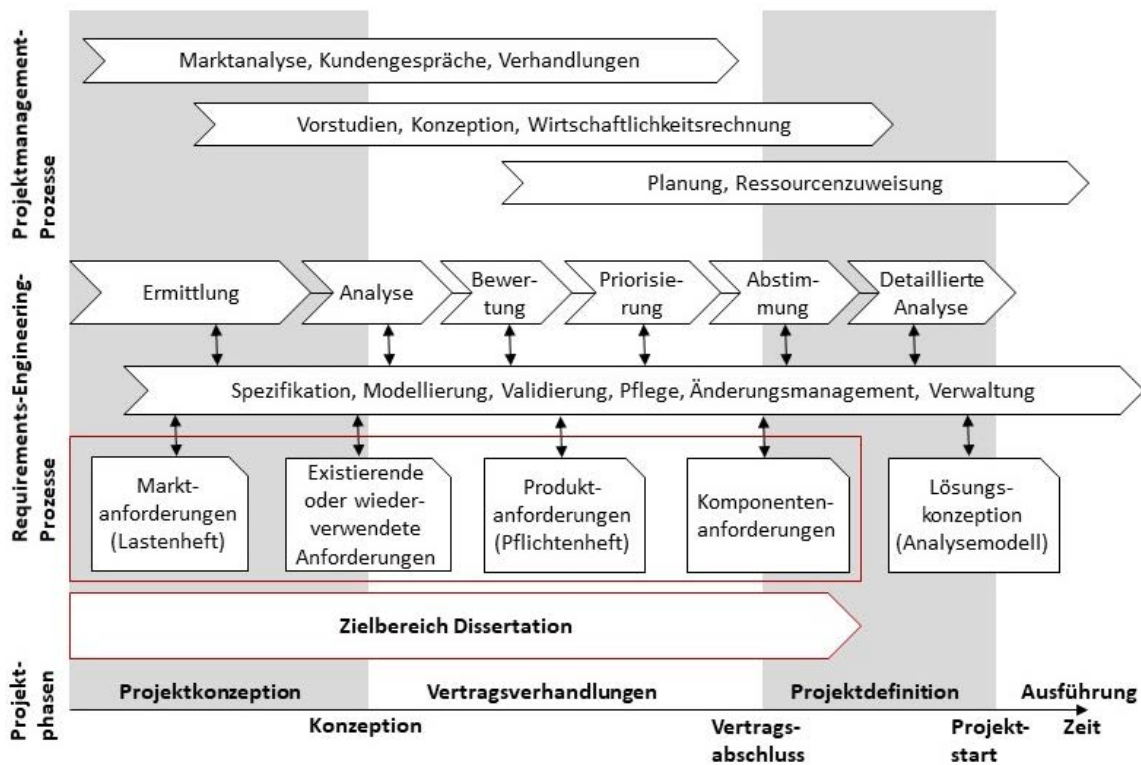 Projektmanagement-
Prozesse
Marktanalyse, Kundengespräche, Verhandlungen
Vorstudien, Konzeption, Wirtschaftlichkeitsrechnung
Planung, Ressourcenzuweisung
Requirements-Engineering-
Prozesse
Ermittlung
Analyse
Bewer-
tung
Priorisie-
rung
Abstim-
mung
Detaillierte
Analyse
Spezifikation, Modellierung, Validierung, Pflege, Änderungsmanagement, Verwaltung
Markt-
anforderungen
(Lastenheft)
Existierende
oder wieder-
verwendete
Anforderungen
Produkt-
anforderungen
(Pflichtenheft)
Komponenten-
anforderungen
Lösungs-
konzeption
(Analysemodell)
Zielbereich Dissertation
Projekt-
phasen
Projektkonzeption
Vertragsverhandlungen
Projektdefinition
Ausführung
Konzeption
Vertrags-
abschluss
Projekt-
start
Zeit